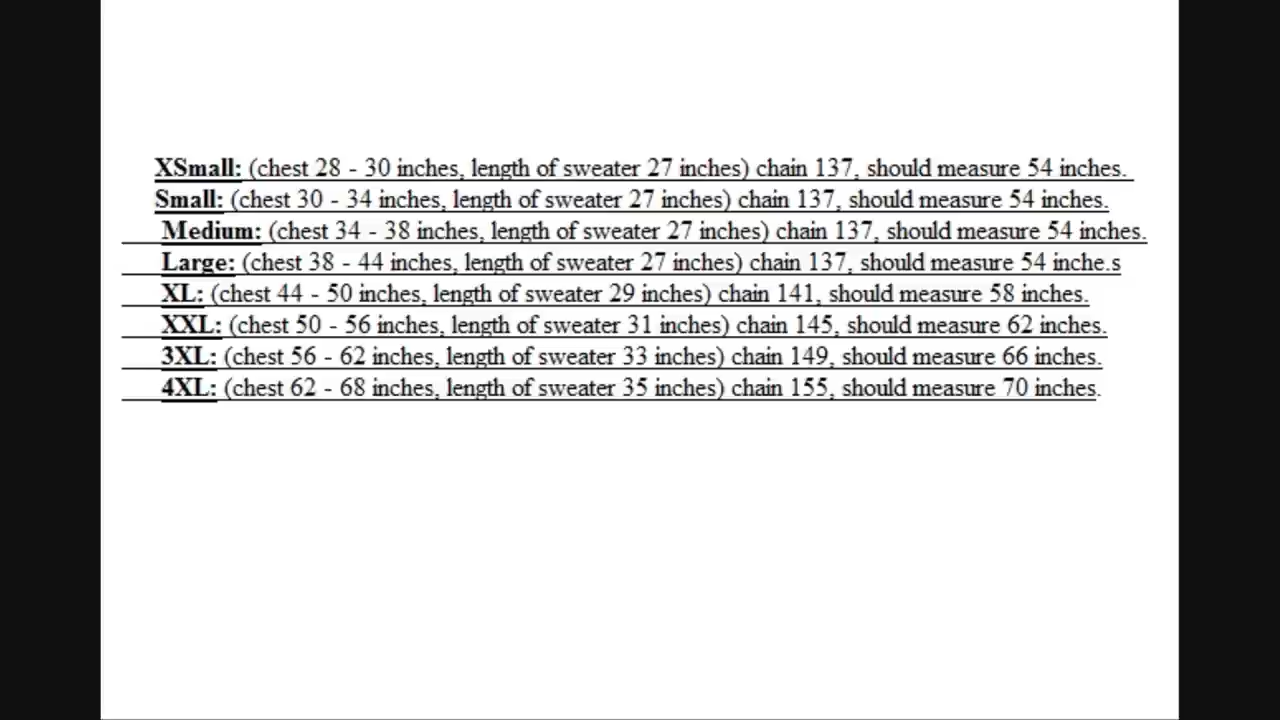 XSmall: (chest 28 - 30 inches, length of sweater 27 inches) chain 137, should measure 54 inches.
Small: (chest 30 - 34 inches, length of sweater 27 inches) chain 137, should measure 54 inches.
Medium: (chest 34 - 38 inches, length of sweater 27 inches) chain 137, should measure 54 inches.
Large: (chest 38 - 44 inches, length of sweater 27 inches) chain 137, should measure 54 inche.s
XL: (chest 44 - 50 inches, length of sweater 29 inches) chain 141, should measure 58 inches.
XXL: (chest 50 - 56 inches, length of sweater 31 inches) chain 145, should measure 62 inches.
3XL: (chest 56 - 62 inches, length of sweater 33 inches) chain 149, should measure 66 inches.
4XL: (chest 62 - 68 inches, length of sweater 35 inches) chain 155, should measure 70 inches.